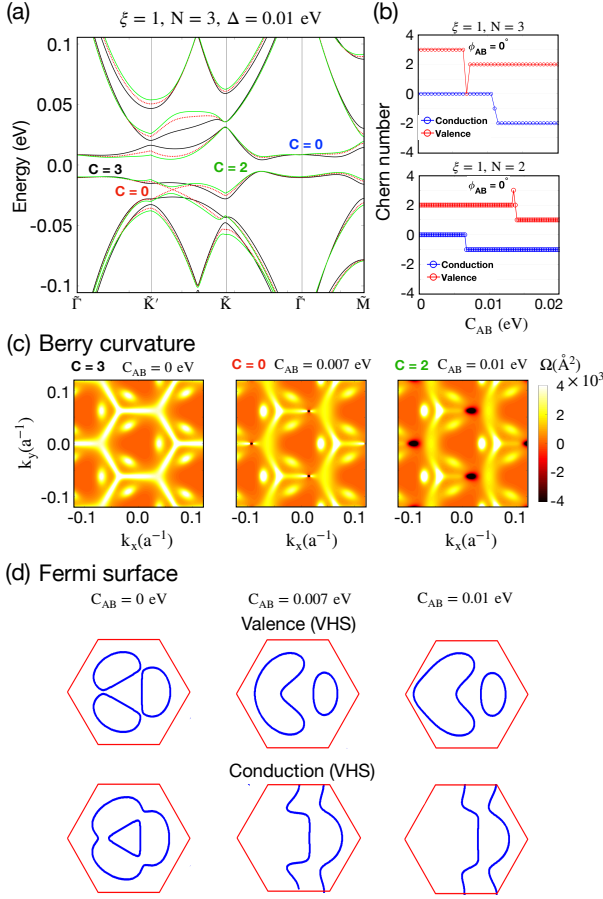 (a)
ξ = 1, N = 3, Δ = 0.01 eV
0.1
0.05
0.0
-0.05
-0.1
Energy (eV)
C = 3
C = 0
C = 2
C = 0
Γ̃ K̃′ K̃ Γ̃ M̃
(b)
ξ = 1, N = 3
ϕAB = 0°
4
2
0
-2
Conduction
Valence
Chern number
ξ = 1, N = 2
ϕAB = 0°
4
2
0
-2
-4
Conduction
Valence
0 0.01 0.02
CAB (eV)
(c) Berry curvature
C = 3 CAB = 0 eV
C = 0 CAB = 0.007 eV
C = 2 CAB = 0.01 eV
Ω(Å²)
× 10³
4
2
0
-2
-4
0.1
0.0
-0.1
ky(a⁻¹)
-0.1 0.0 0.1
-0.1 0.0 0.1
-0.1 0.0 0.1
kx(a⁻¹)
kx(a⁻¹)
kx(a⁻¹)
(d) Fermi surface
CAB = 0 eV
CAB = 0.007 eV
CAB = 0.01 eV
Valence (VHS)
Conduction (VHS)